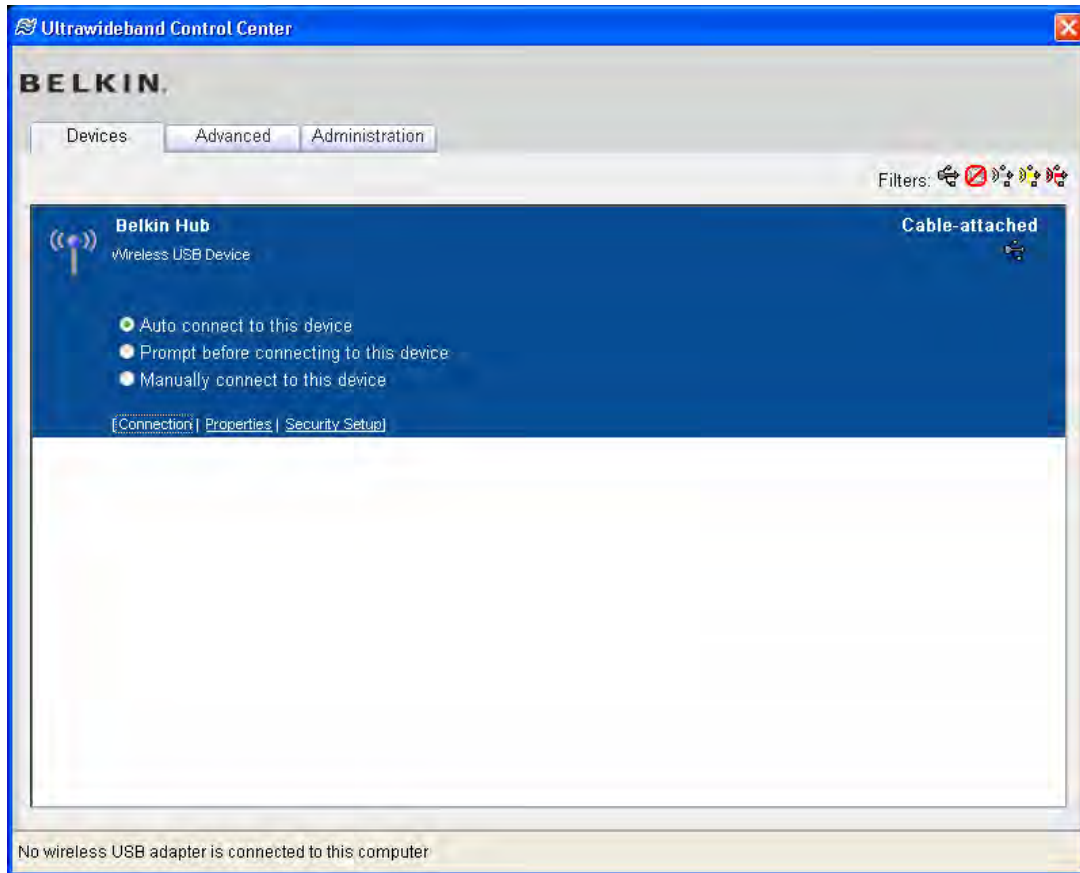 Ultrawideband Control Center
BELKIN.
Devices Advanced Administration
Filters:
Belkin Hub Cable-attached
Wireless USB Device
Auto connect to this device
Prompt before connecting to this device
Manually connect to this device
[Connection | Properties | Security Setup]
No wireless USB adapter is connected to this computer